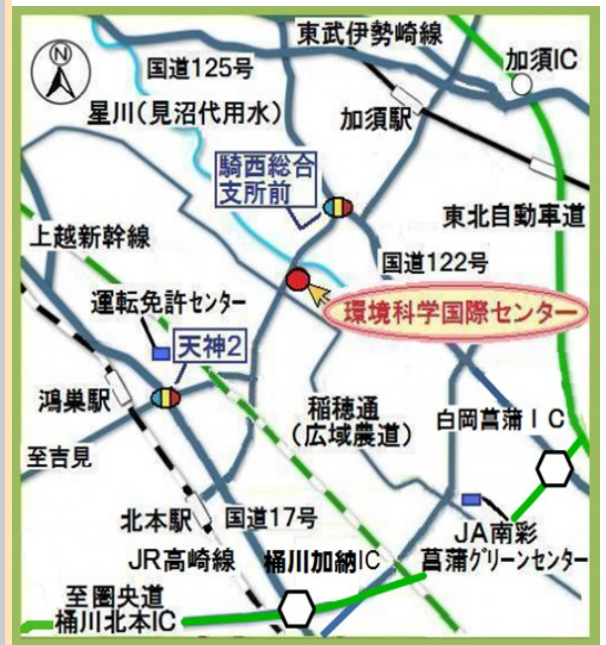 東武伊勢崎線
N
国道125号
加須IC
星川(見沼代用水)
加須駅
騎西総合
支所前
東北自動車道
上越新幹線
国道122号
運転免許センター
環境科学国際センター
天神2
鴻巣駅
稲穂通
(広域農道)
白岡菖蒲IC
至吉見
北本駅
国道17号
JA南彩
菖蒲グリーンセンター
JR高崎線
桶川加納IC
至圏央道
桶川北本IC